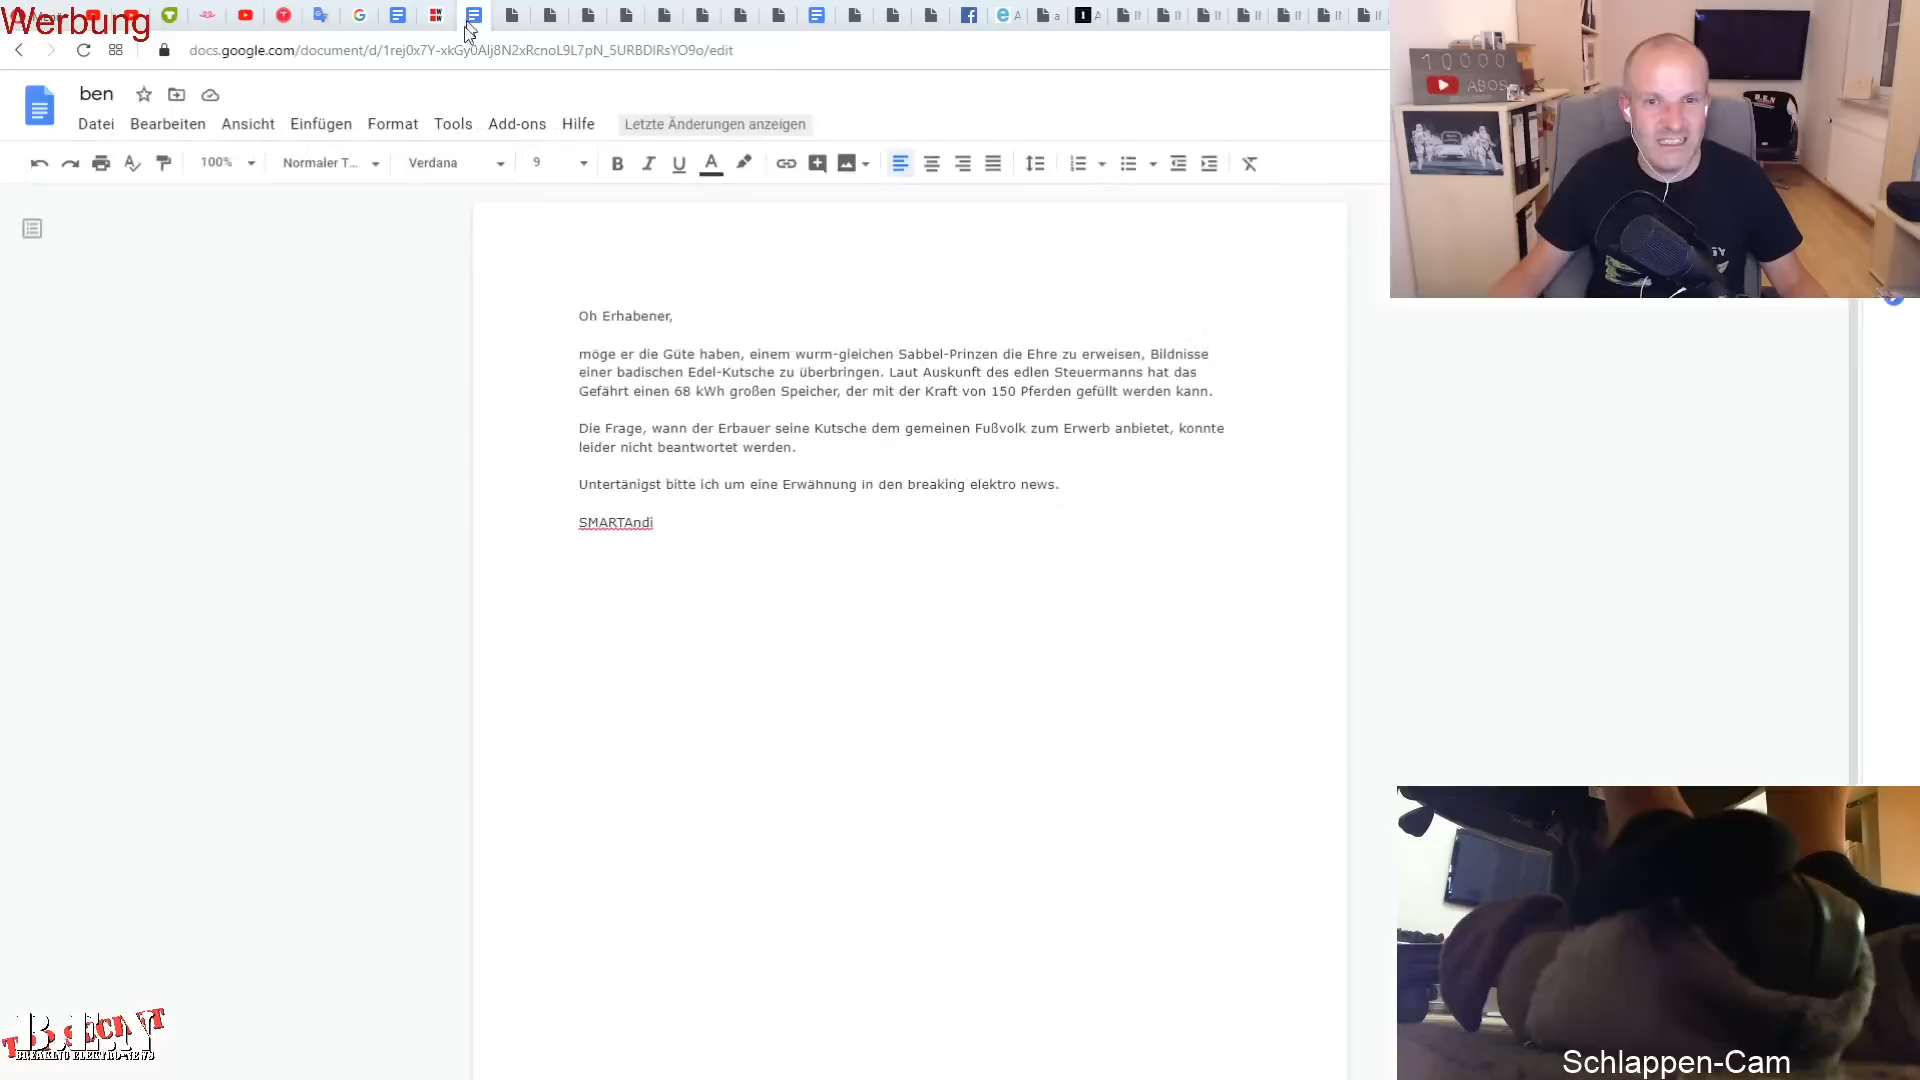 Werbung
docs.google.com/document/d/1rej0x7Y-xkGy0Alj8N2xRcnoL9L7pN_5URBDlRsYO9o/edit
ben
Datei Bearbeiten Ansicht Einfügen Format Tools Add-ons Hilfe Letzte Änderungen anzeigen
100% Normaler T... Verdana 9
Oh Erhabener,
möge er die Güte haben, einem wurm-gleichen Sabbel-Prinzen die Ehre zu erweisen, Bildnisse
einer badischen Edel-Kutsche zu überbringen. Laut Auskunft des edlen Steuermanns hat das
Gefährt einen 68 kWh großen Speicher, der mit der Kraft von 150 Pferden gefüllt werden kann.
Die Frage, wann der Erbauer seine Kutsche dem gemeinen Fußvolk zum Erwerb anbietet, konnte
leider nicht beantwortet werden.
Untertänigst bitte ich um eine Erwähnung in den breaking elektro news.
SMARTAndi
10000
ABOS
B.E.N
BREAKING ELEKTRO-NEWS
Schlappen-Cam